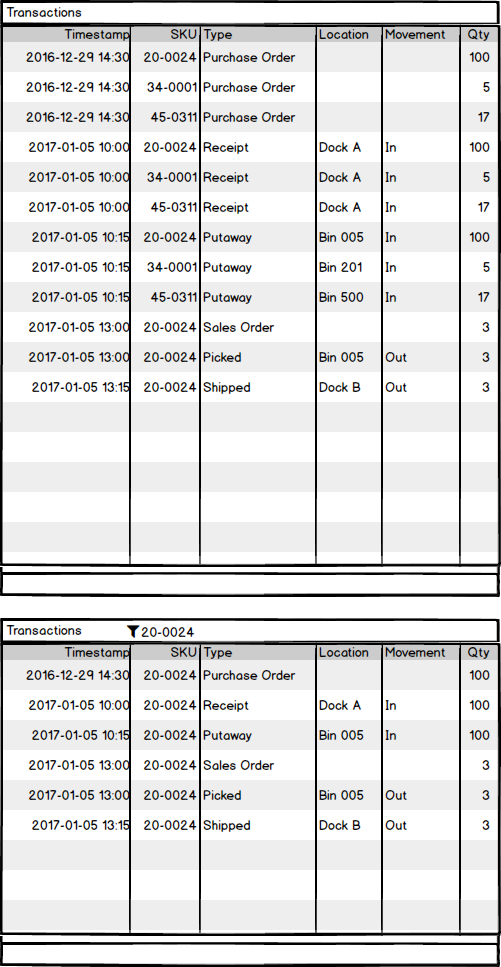 Transactions
Timestamp SKU Type Location Movement Qty
2016-12-29 14:30 20-0024 Purchase Order 100
2016-12-29 14:30 34-0001 Purchase Order 5
2016-12-29 14:30 45-0311 Purchase Order 17
2017-01-05 10:00 20-0024 Receipt Dock A In 100
2017-01-05 10:00 34-0001 Receipt Dock A In 5
2017-01-05 10:00 45-0311 Receipt Dock A In 17
2017-01-05 10:15 20-0024 Putaway Bin 005 In 100
2017-01-05 10:15 34-0001 Putaway Bin 201 In 5
2017-01-05 10:15 45-0311 Putaway Bin 500 In 17
2017-01-05 13:00 20-0024 Sales Order 3
2017-01-05 13:00 20-0024 Picked Bin 005 Out 3
2017-01-05 13:15 20-0024 Shipped Dock B Out 3
Transactions 20-0024
Timestamp SKU Type Location Movement Qty
2016-12-29 14:30 20-0024 Purchase Order 100
2017-01-05 10:00 20-0024 Receipt Dock A In 100
2017-01-05 10:15 20-0024 Putaway Bin 005 In 100
2017-01-05 13:00 20-0024 Sales Order 3
2017-01-05 13:00 20-0024 Picked Bin 005 Out 3
2017-01-05 13:15 20-0024 Shipped Dock B Out 3